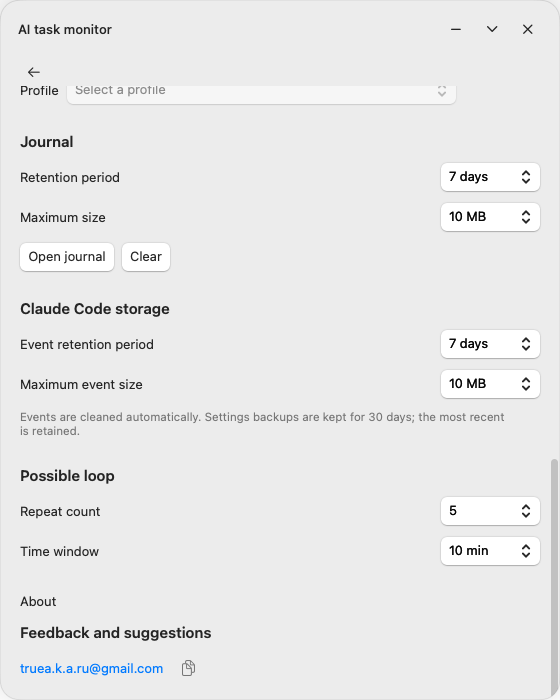 AI task monitor
Profile Select a profile
Journal
Retention period 7 days
Maximum size 10 MB
Open journal Clear
Claude Code storage
Event retention period 7 days
Maximum event size 10 MB
Events are cleaned automatically. Settings backups are kept for 30 days; the most recent
is retained.
Possible loop
Repeat count 5
Time window 10 min
About
Feedback and suggestions
truea.k.a.ru@gmail.com